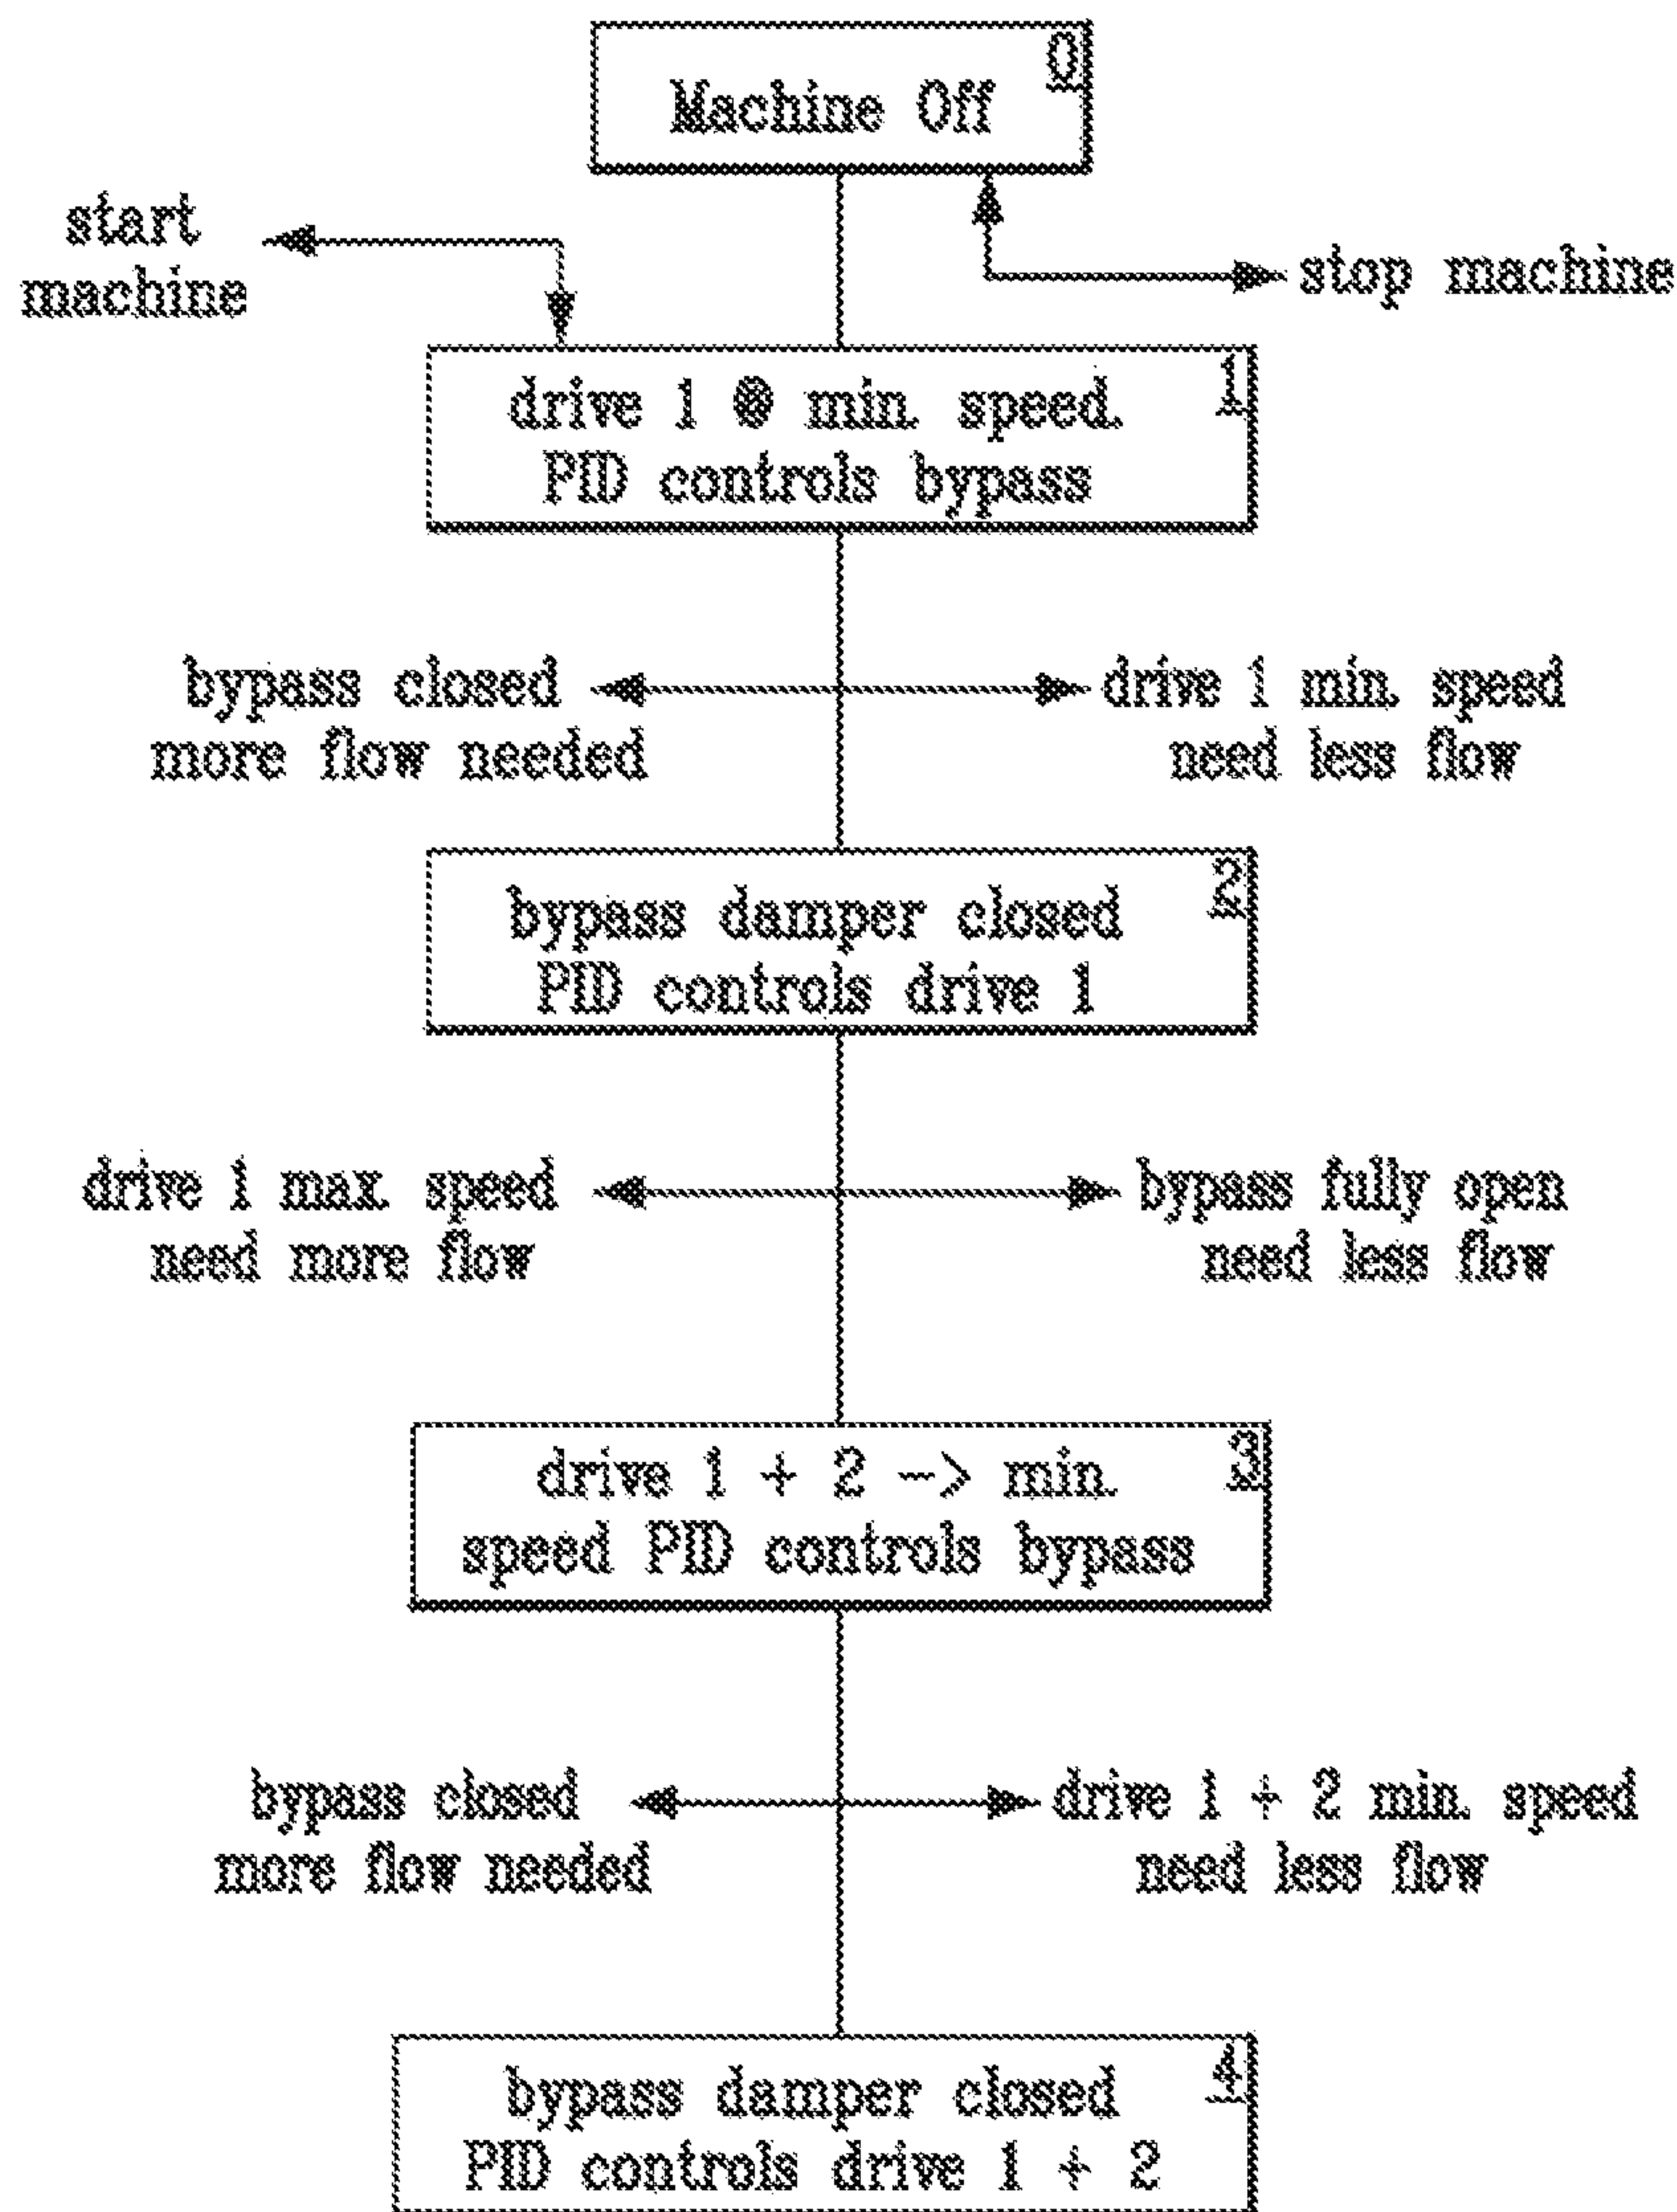 0
Machine Off
start
machine
stop machine
1
drive 1 @ min. speed.
PID controls bypass
bypass closed
more flow needed
drive 1 min. speed
need less flow
2
bypass damper closed
PID controls drive 1
drive 1 max. speed
need more flow
bypass fully open
need less flow
3
drive 1 + 2 -> min.
speed PID controls bypass
bypass closed
more flow needed
drive 1 + 2 min. speed
need less flow
4
bypass damper closed
PID controls drive 1 + 2